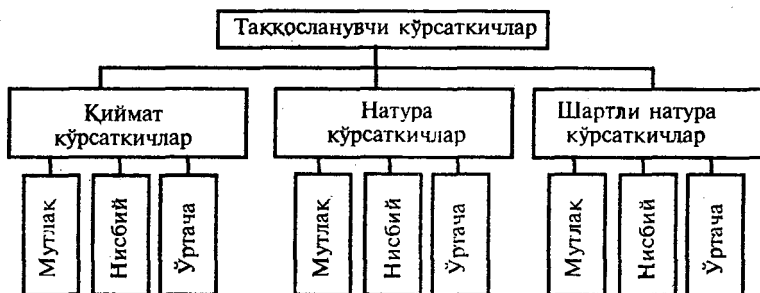 Таққосланувчи кўрсаткичлар
Қиймат
кўрсаткичлар
Натура
кўрсаткичлар
Шартли натура
кўрсаткичлар
Мутлақ
Нисбий
Ўртача
Мутлақ
Нисбий
Ўртача
Мутлақ
Нисбий
Ўртача